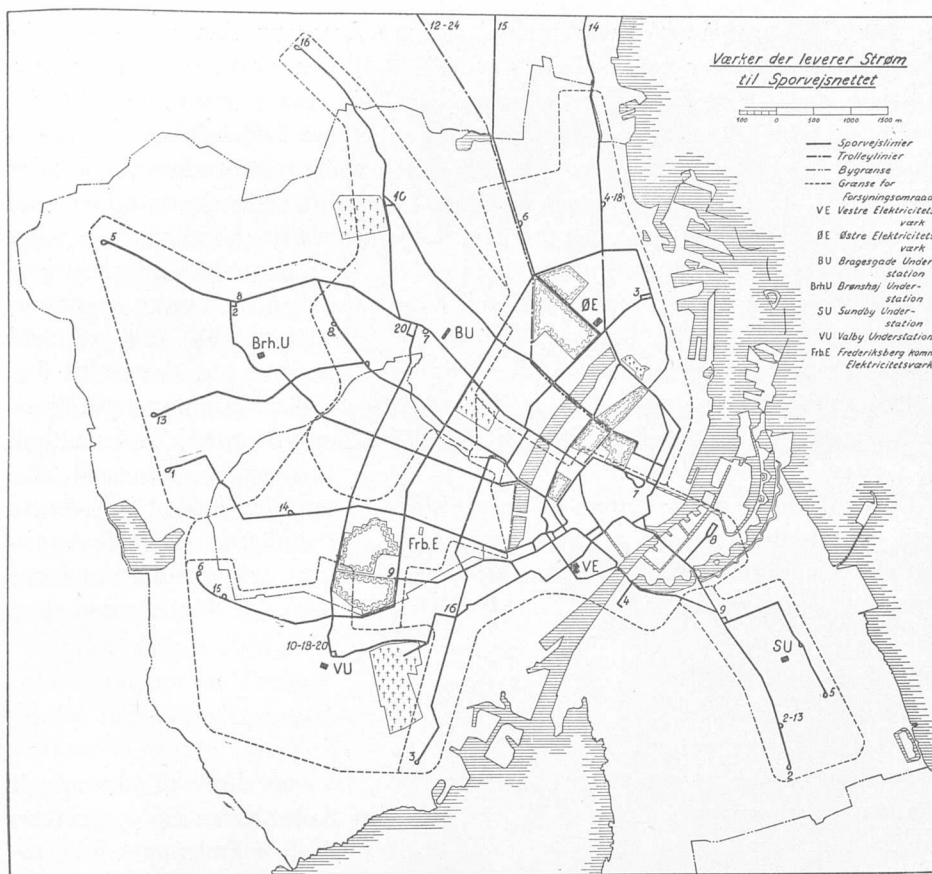 Værker der leverer Strøm
til Sporvejsnettet
500 0 500 1000 1500 m
Sporvejslinier
Trolleylinier
Bygrænse
Grænse for
Forsyningsomraad
VE Vestre Elektricitets
værk
ØE Østre Elektricitets
værk
BU Bragesgade Under
station
BrhU Brønshøj Under-
station
SU Sundby Under-
station
VU Valby Understation
Frb.E Frederiksberg komm
Elektricitetsværk
12-24
15
14
16
10
6
4-18
5
8
2
8
3
ØE
20
7
BU
Brh.U
13
1
7
14
Frb.E
8
VE
6
9
15
4
16
9
10-18-20
VU
SU
5
2-13
3
2